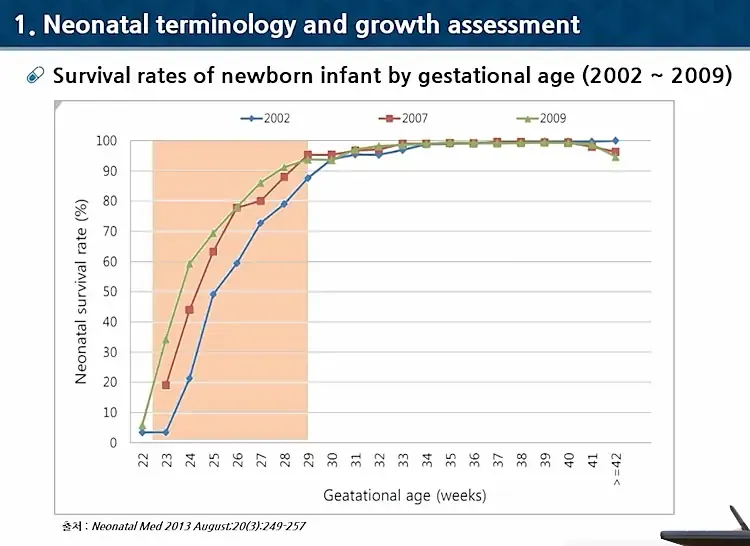 1. Neonatal terminology and growth assessment
Survival rates of newborn infant by gestational age (2002 ~ 2009)
2002 2007 2009
Neonatal survival rate (%)
100
90
80
70
60
50
40
30
20
10
0
22 23 24 25 26 27 28 29 30 31 32 33 34 35 36 37 38 39 40 41 >=42
Geatational age (weeks)
출처 : Neonatal Med 2013 August;20(3):249-257